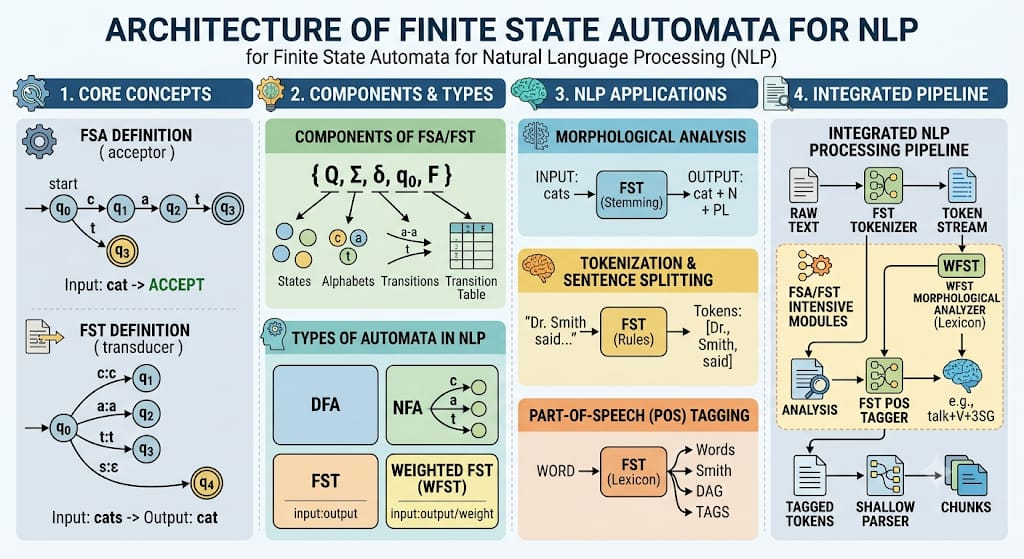 ARCHITECTURE OF FINITE STATE AUTOMATA FOR NLP
for Finite State Automata for Natural Language Processing (NLP)
1. CORE CONCEPTS
FSA DEFINITION
( acceptor )
start
q0 c q1 a q2 t q3
t
q3
Input: cat -> ACCEPT
FST DEFINITION
( transducer )
c:c
q1
a:a
q0
q2
t:t
q3
s:ε
q4
Input: cats -> Output: cat
2. COMPONENTS & TYPES
COMPONENTS OF FSA/FST
{ Q, Σ, δ, q0, F }
c a
t
a-a
t
F
States
Alphabets
Transitions
Transition
Table
TYPES OF AUTOMATA IN NLP
DFA
NFA
c
a
t
FST
input:output
WEIGHTED FST
(WFST)
input:output/weight
3. NLP APPLICATIONS
MORPHOLOGICAL ANALYSIS
INPUT:
cats
FST
(Stemming)
OUTPUT:
cat + N
+ PL
TOKENIZATION &
SENTENCE SPLITTING
“Dr. Smith
said...”
FST
(Rules)
Tokens:
[Dr.,
Smith,
said]
PART-OF-SPEECH (POS) TAGGING
WORD
FST
(Lexicon)
Words
Smith
DAG
TAGS
4. INTEGRATED PIPELINE
INTEGRATED NLP
PROCESSING PIPELINE
RAW
TEXT
FST
TOKENIZER
TOKEN
STREAM
FSA/FST
INTENSIVE
MODULES
WFST
WFST
MORPHOLOGICAL
ANALYZER
(Lexicon)
ANALYSIS
FST POS
TAGGER
e.g.,
talk+V+3SG
TAGGED
TOKENS
SHALLOW
PARSER
CHUNKS